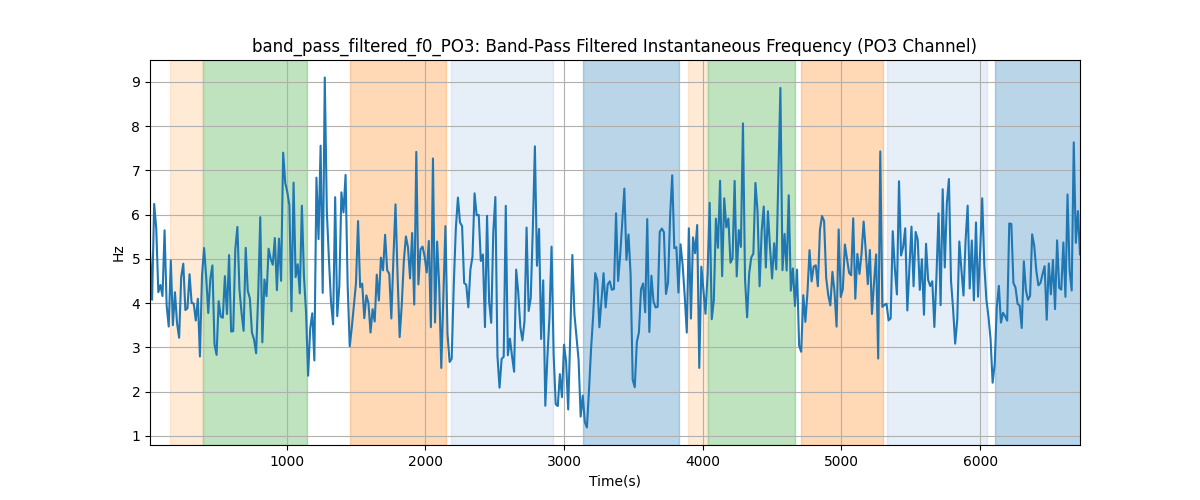 band_pass_filtered_f0_PO3: Band-Pass Filtered Instantaneous Frequency (PO3 Channel)
9
8
7
6
5
4
3
2
1
Hz
1000 2000 3000 4000 5000 6000
Time(s)